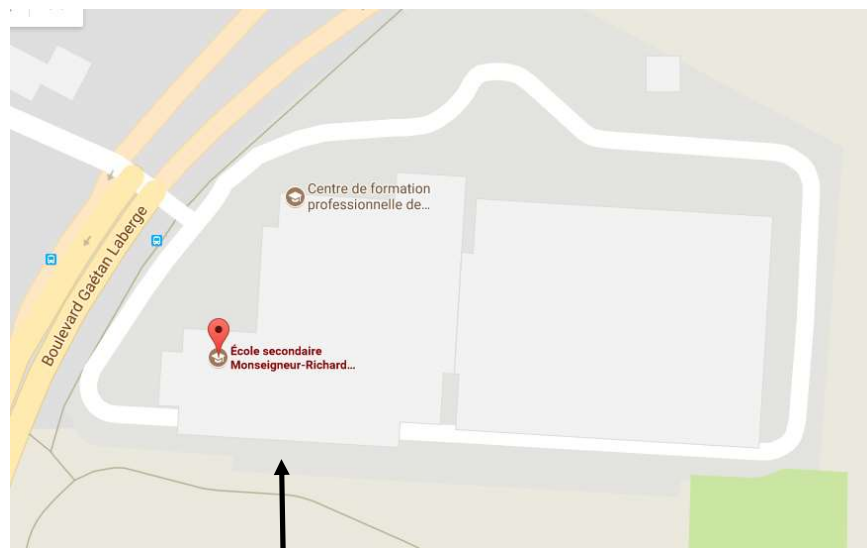 Centre de formation
professionnelle de...
Boulevard Gaétan Laberge
École secondaire
Monseigneur-Richard...